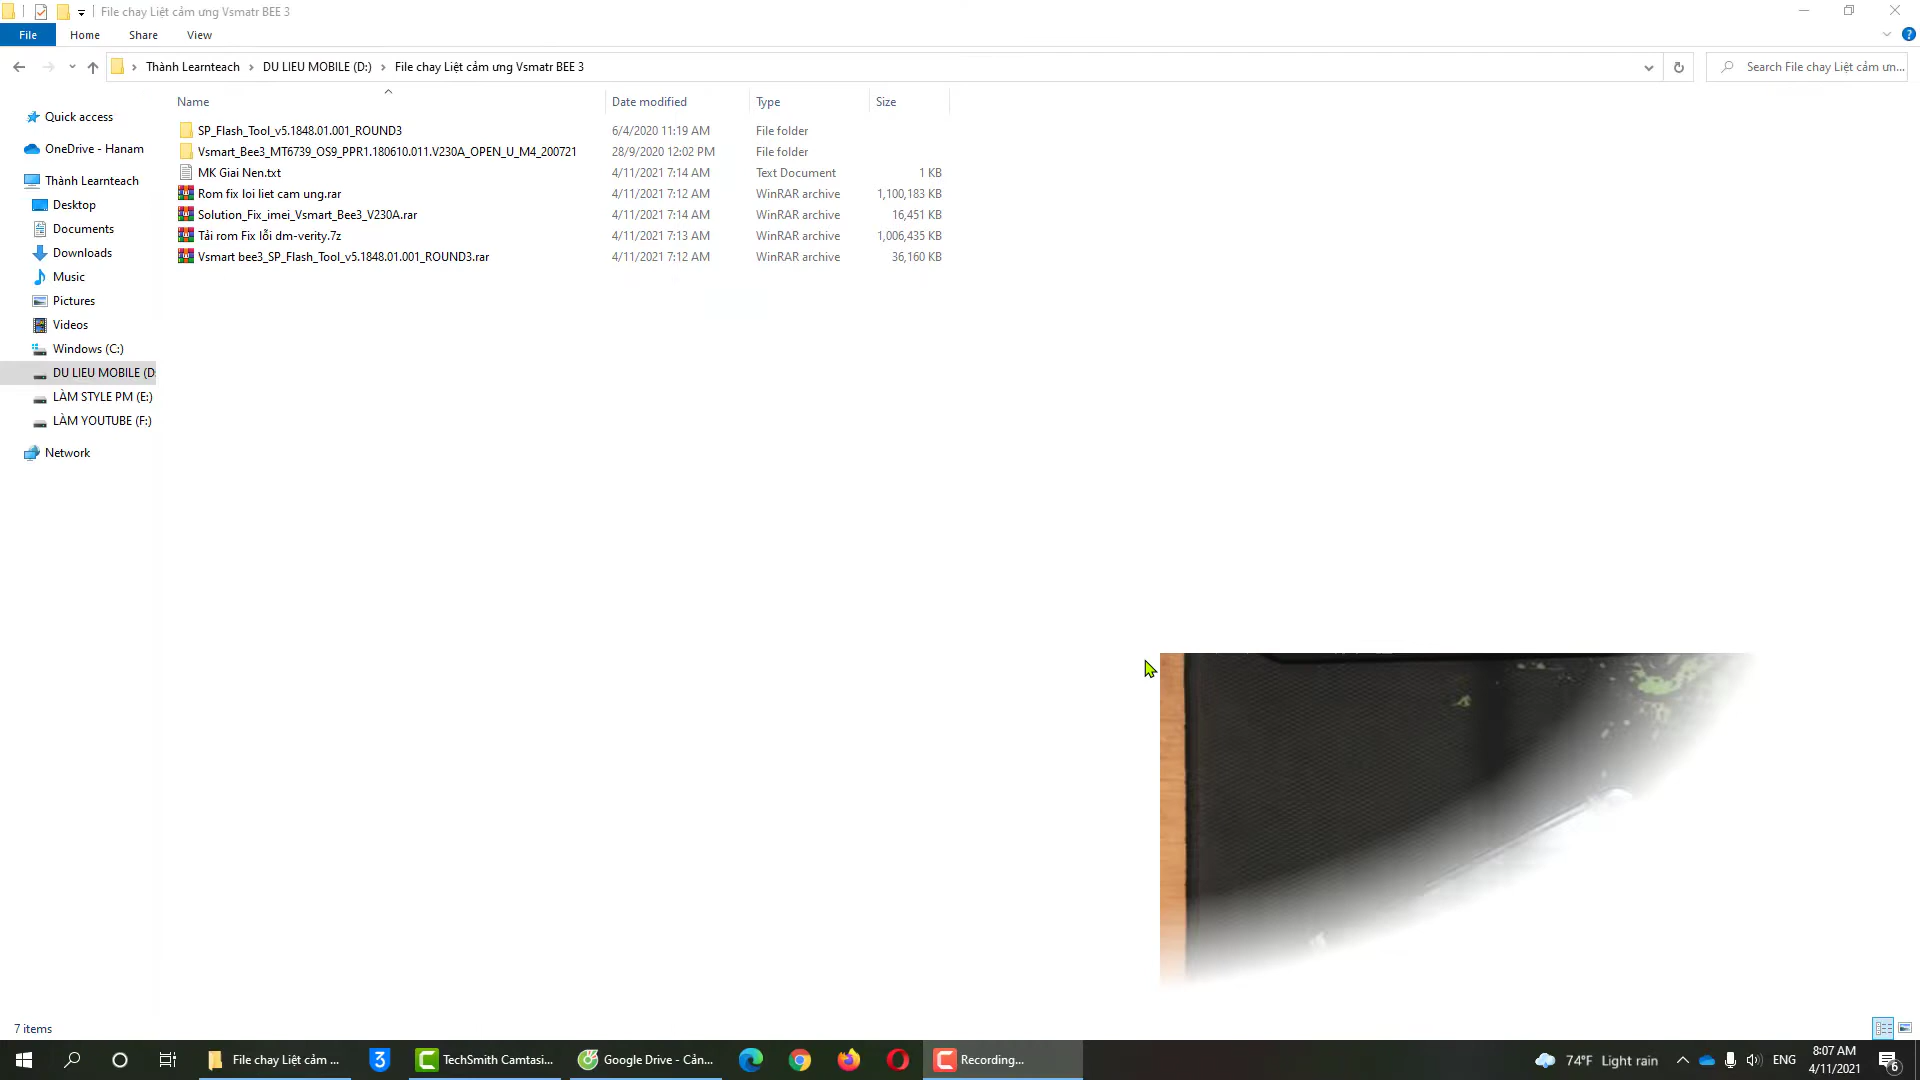 File chay Liệt cảm ưng Vsmatr BEE 3
File Home Share View
Thành Learnteach DU LIEU MOBILE (D:) File chay Liệt cảm ưng Vsmatr BEE 3
Search File chay Liệt cảm ưn...
Name Date modified Type Size
SP_Flash_Tool_v5.1848.01.001_ROUND3 6/4/2020 11:19 AM File folder
Vsmart_Bee3_MT6739_OS9_PPR1.180610.011.V230A_OPEN_U_M4_200721 28/9/2020 12:02 PM File folder
MK Giai Nen.txt 4/11/2021 7:14 AM Text Document 1 KB
Rom fix loi liet cam ung.rar 4/11/2021 7:12 AM WinRAR archive 1,100,183 KB
Solution_Fix_imei_Vsmart_Bee3_V230A.rar 4/11/2021 7:14 AM WinRAR archive 16,451 KB
Tải rom Fix lỗi dm-verity.7z 4/11/2021 7:13 AM WinRAR archive 1,006,435 KB
Vsmart bee3_SP_Flash_Tool_v5.1848.01.001_ROUND3.rar 4/11/2021 7:12 AM WinRAR archive 36,160 KB
Quick access
OneDrive - Hanam
Thành Learnteach
Desktop
Documents
Downloads
Music
Pictures
Videos
Windows (C:)
DU LIEU MOBILE (D:
LÀM STYLE PM (E:)
LÀM YOUTUBE (F:)
Network
7 items
File chay Liệt cảm ... 3 TechSmith Camtasi... Google Drive - Cản... Recording... 74°F Light rain ENG 8:07 AM
4/11/2021 6